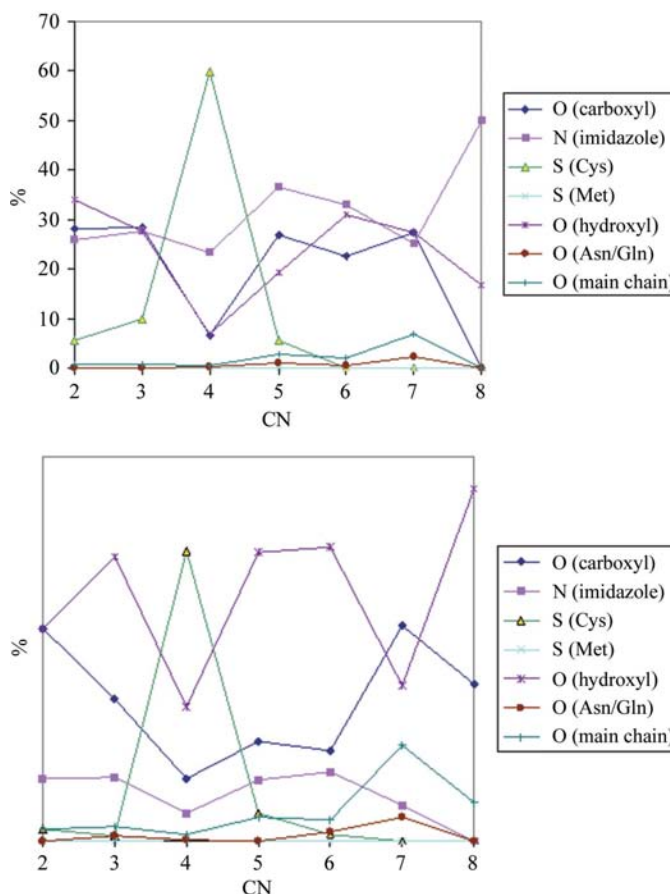 70
60
50
40
30
20
10
0
%
2 3 4 5 6 7 8
CN
O (carboxyl)
N (imidazole)
S (Cys)
S (Met)
O (hydroxyl)
O (Asn/Gln)
O (main chain)
%
2 3 4 5 6 7 8
CN
O (carboxyl)
N (imidazole)
S (Cys)
S (Met)
O (hydroxyl)
O (Asn/Gln)
O (main chain)